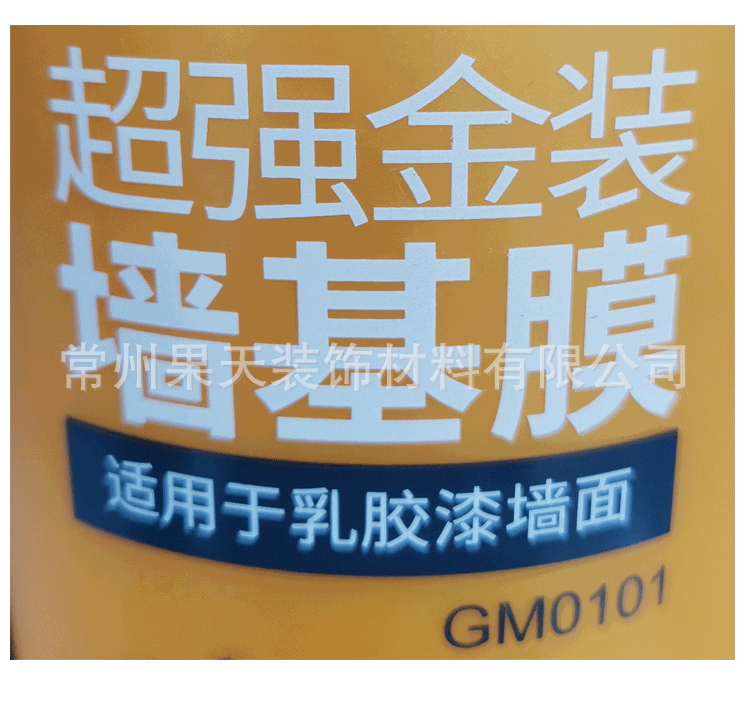 超强金装
墙基膜
常州果天装饰材料有限公司
适用于乳胶漆墙面
GM0101